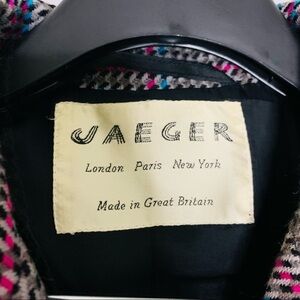 JAEGER
London Paris New York
Made in Great Britain